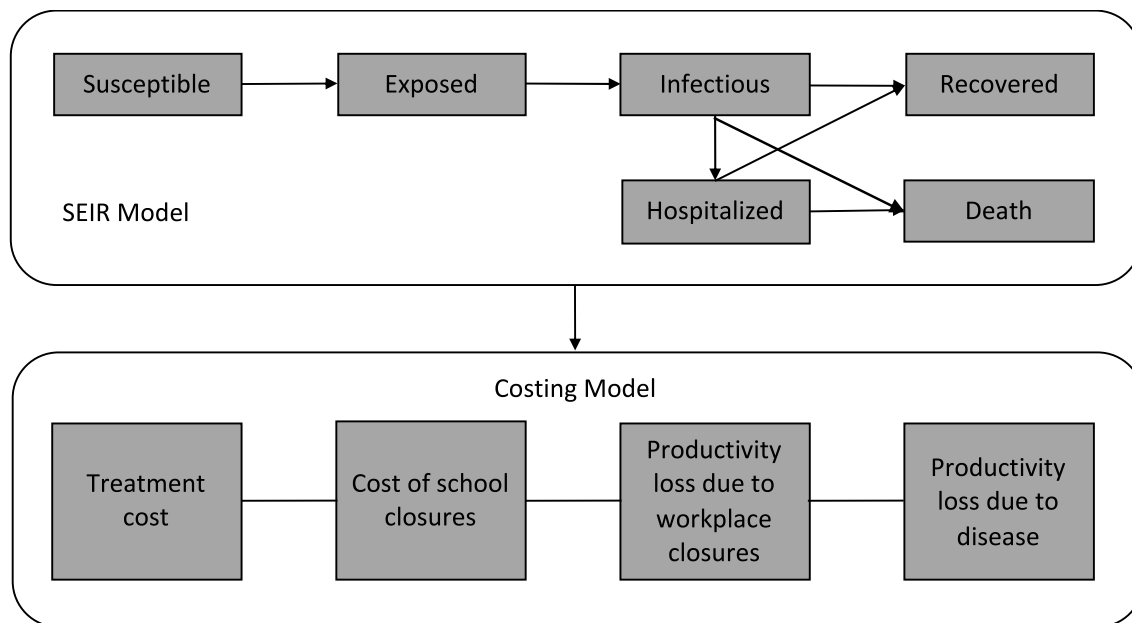 Susceptible
Exposed
Infectious
Recovered
SEIR Model
Hospitalized
Death
Costing Model
Treatment
cost
Cost of school
closures
Productivity
loss due to
workplace
closures
Productivity
loss due to
disease